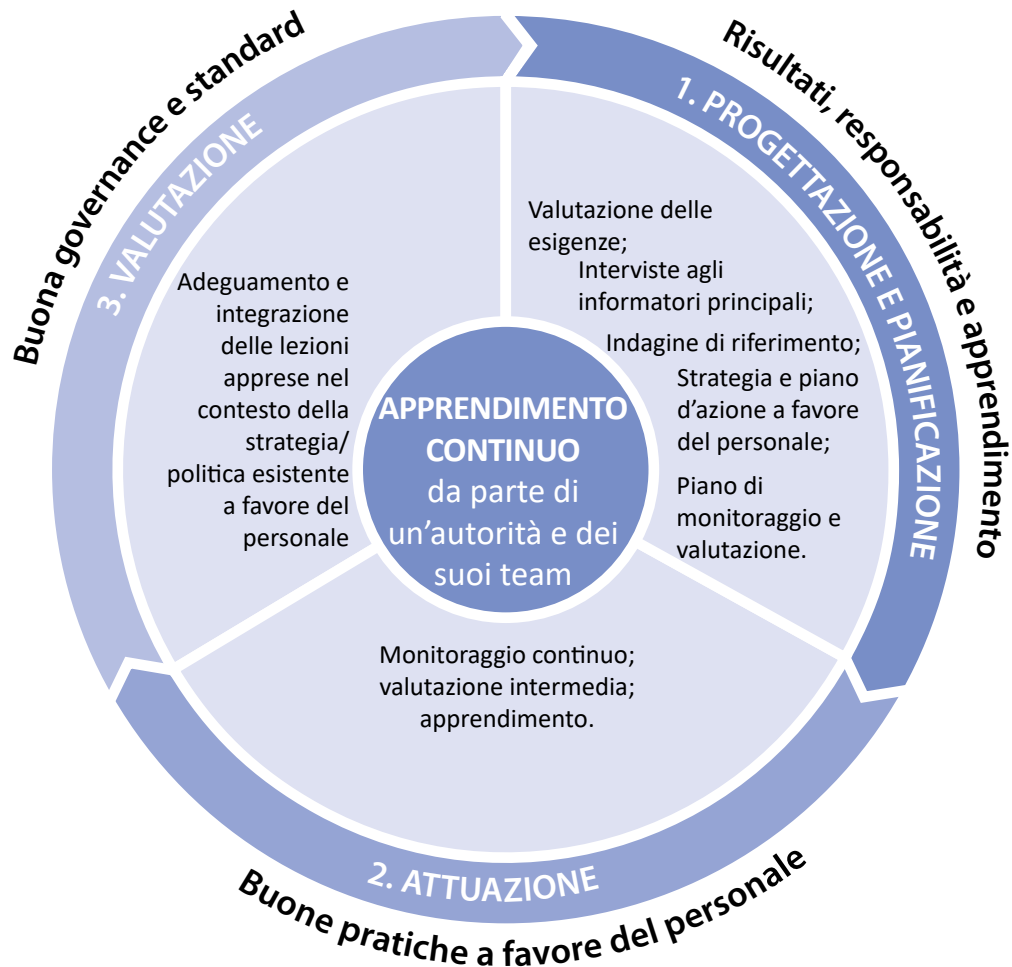 Risultati, responsabilità e apprendimento
1. PROGETTAZIONE E PIANIFICAZIONE
Valutazione delle
esigenze;
Interviste agli
informatori principali;
Indagine di riferimento;
Strategia e piano
d’azione a favore
del personale;
Piano di
monitoraggio e
valutazione.
Buone pratiche a favore del personale
2. ATTUAZIONE
Monitoraggio continuo;
valutazione intermedia;
apprendimento.
Buona governance e standard
3. VALUTAZIONE
Adeguamento e
integrazione
delle lezioni
apprese nel
contesto della
strategia/
politica esistente
a favore del
personale
APPRENDIMENTO
CONTINUO
da parte di
un’autorità e dei
suoi team